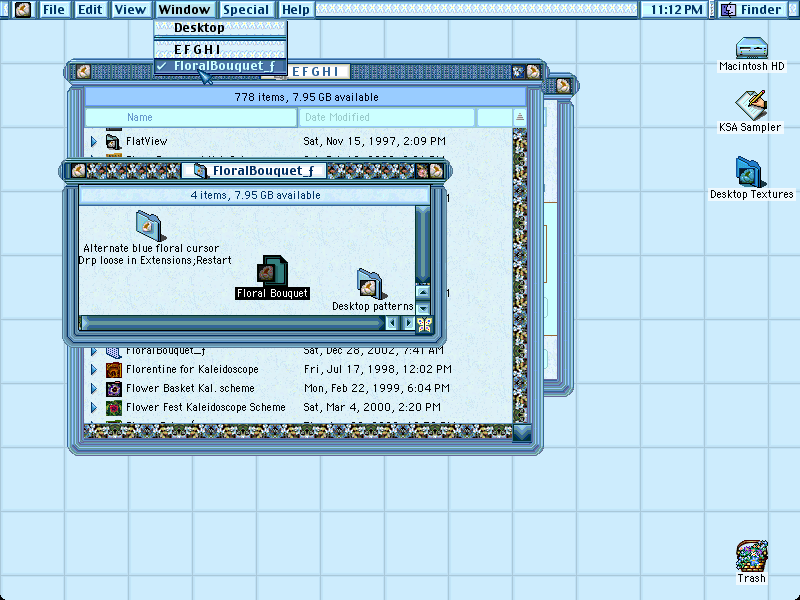 File Edit View Window Special Help 11:12 PM Finder
Desktop
E F G H I
✓ FloralBouquet_ƒ
E F G H I
778 items, 7.95 GB available
Name Date Modified
FlatView Sat, Nov 15, 1997, 2:09 PM
FloralBouquet_ƒ
4 items, 7.95 GB available
Alternate blue floral cursor
Drp loose in Extensions;Restart
Floral Bouquet
Desktop patterns
FloralBouquet_ƒ Sat, Dec 28, 2002, 7:41 AM
Florentine for Kaleidoscope Fri, Jul 17, 1998, 12:02 PM
Flower Basket Kal. scheme Mon, Feb 22, 1999, 6:04 PM
Flower Fest Kaleidoscope Scheme Sat, Mar 4, 2000, 2:20 PM
Macintosh HD
KSA Sampler
Desktop Textures
Trash